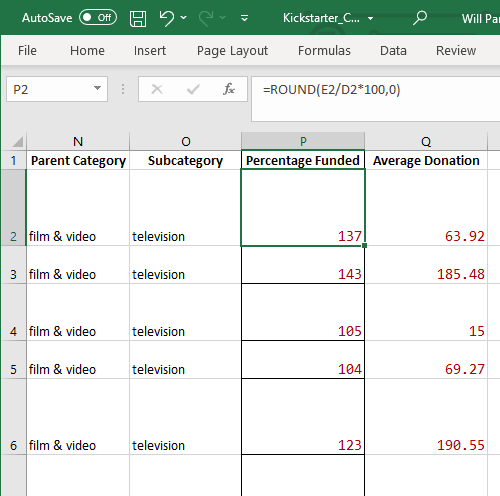 AutoSave Off Kickstarter_C... Will Pa
File Home Insert Page Layout Formulas Data Review
P2 fx =ROUND(E2/D2*100,0)
N O P Q
1 Parent Category Subcategory Percentage Funded Average Donation
2 film & video television 137 63.92
3 film & video television 143 185.48
4 film & video television 105 15
5 film & video television 104 69.27
6 film & video television 123 190.55